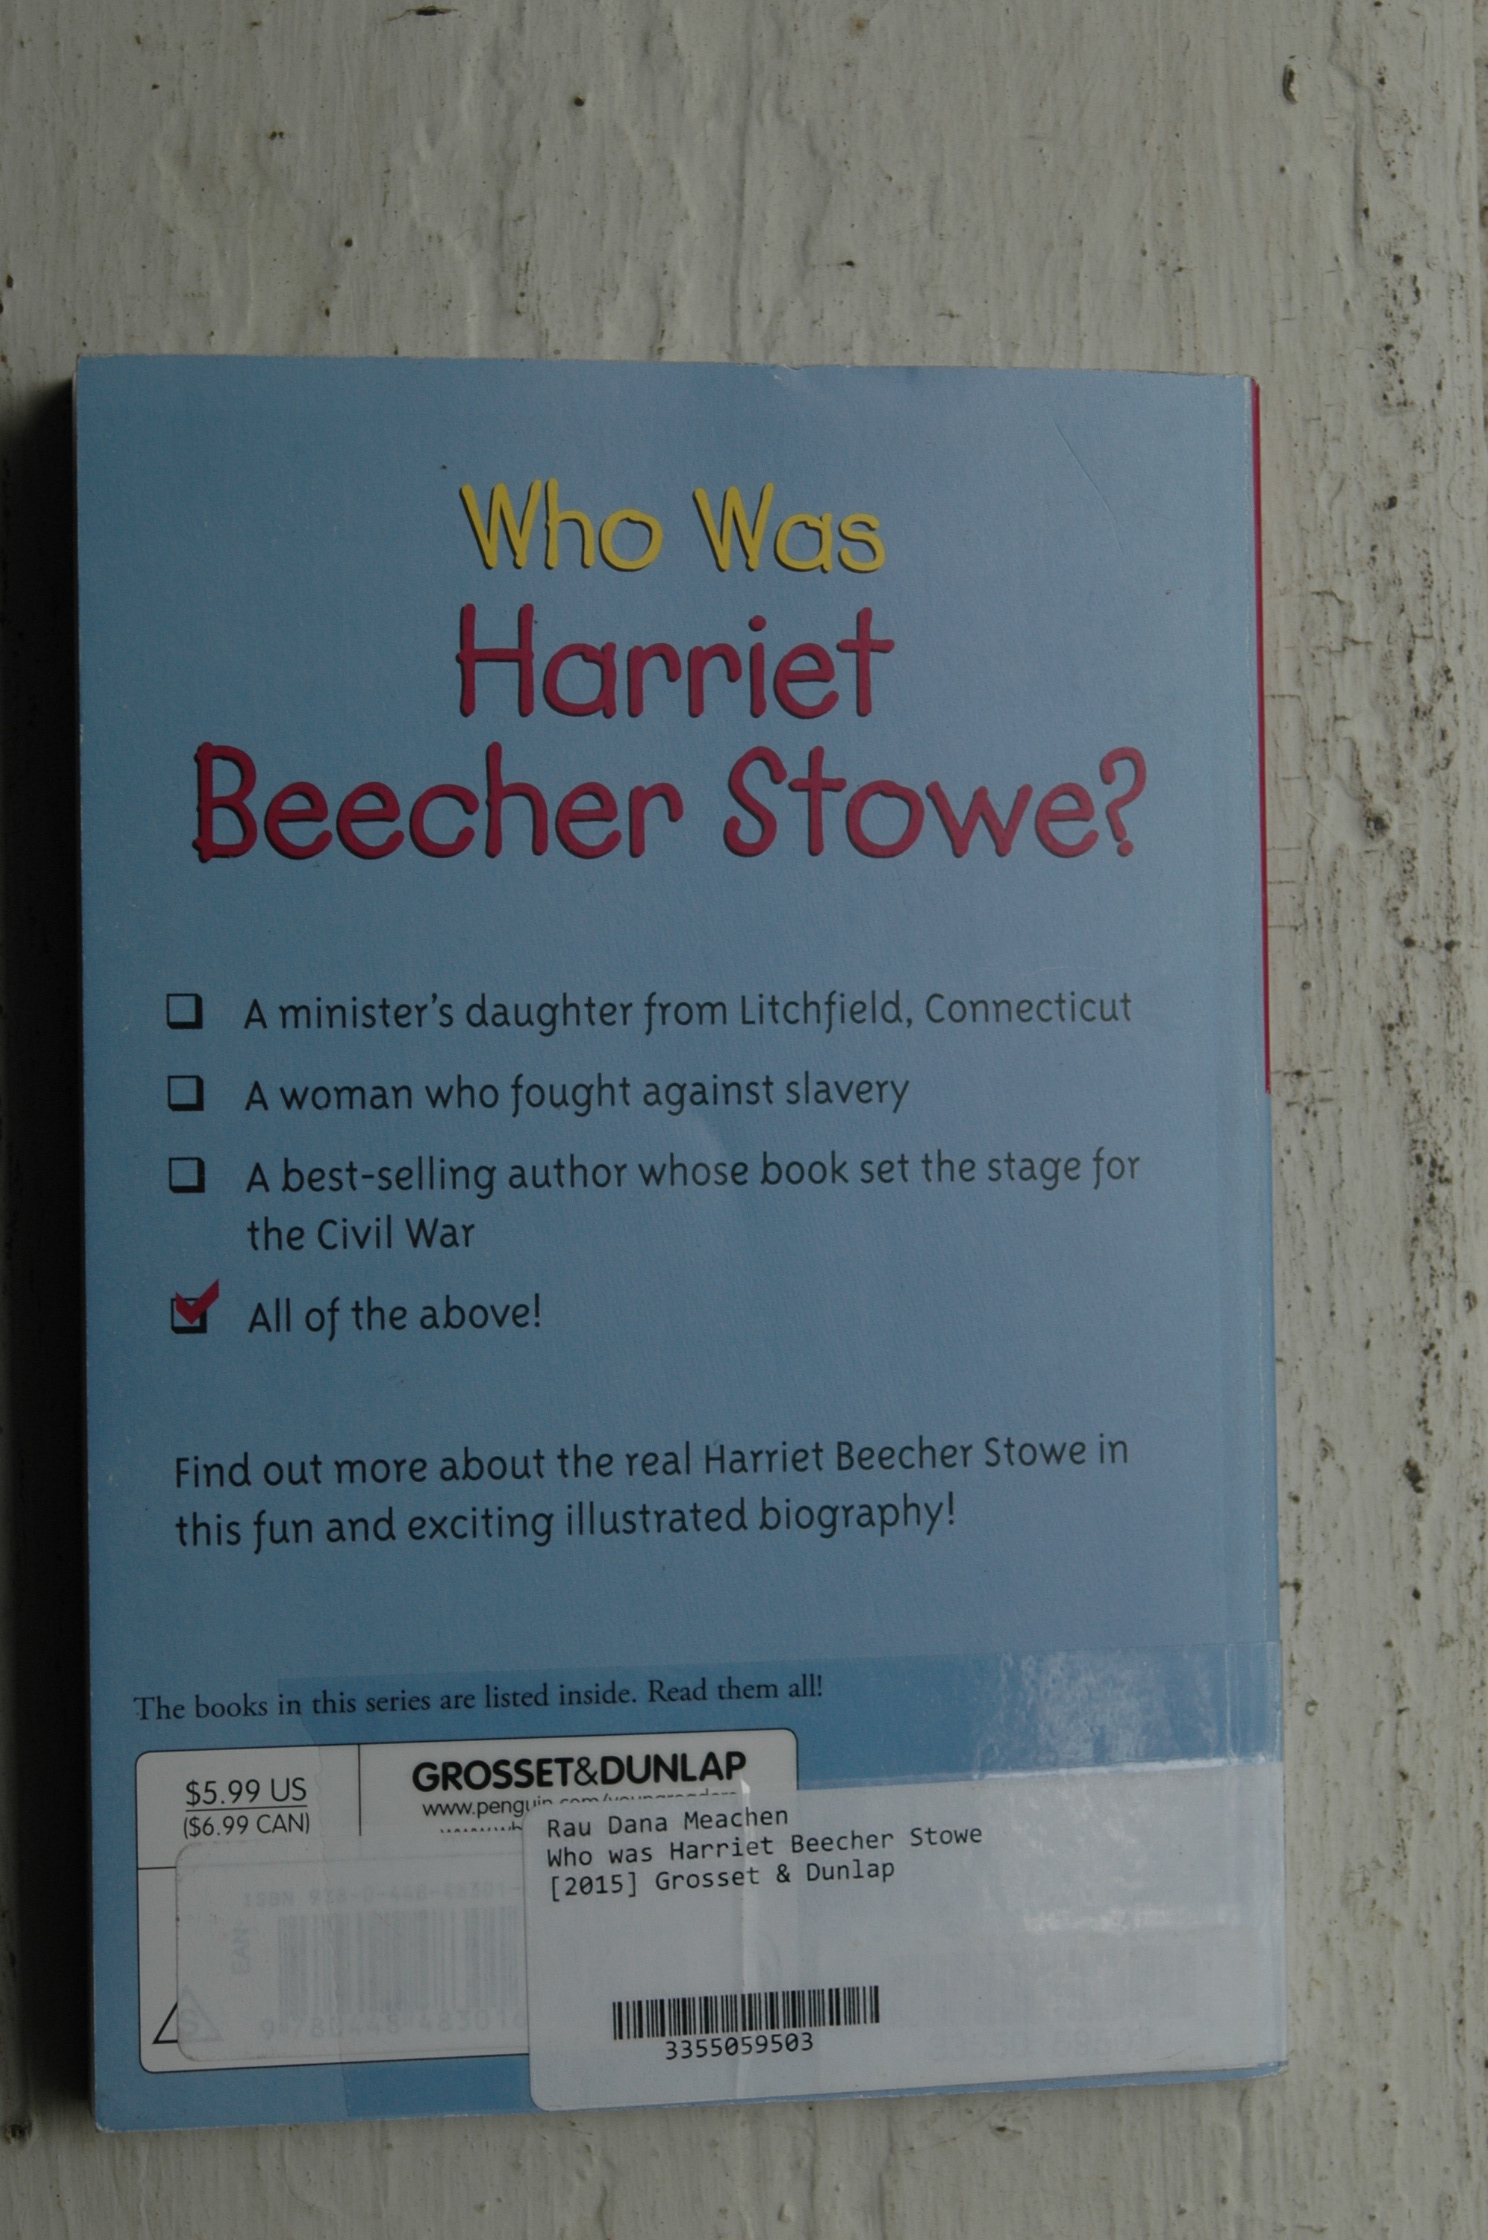 Who Was
Harriet
Beecher Stowe?
A minister's daughter from Litchfield, Connecticut
A woman who fought against slavery
A best-selling author whose book set the stage for
the Civil War
All of the above!
Find out more about the real Harriet Beecher Stowe in
this fun and exciting illustrated biography!
The books in this series are listed inside. Read them all!
$5.99 US
($6.99 CAN)
GROSSET&DUNLAP
Rau Dana Meachen
Who was Harriet Beecher Stowe
[2015] Grosset & Dunlap
EAN
3355059503